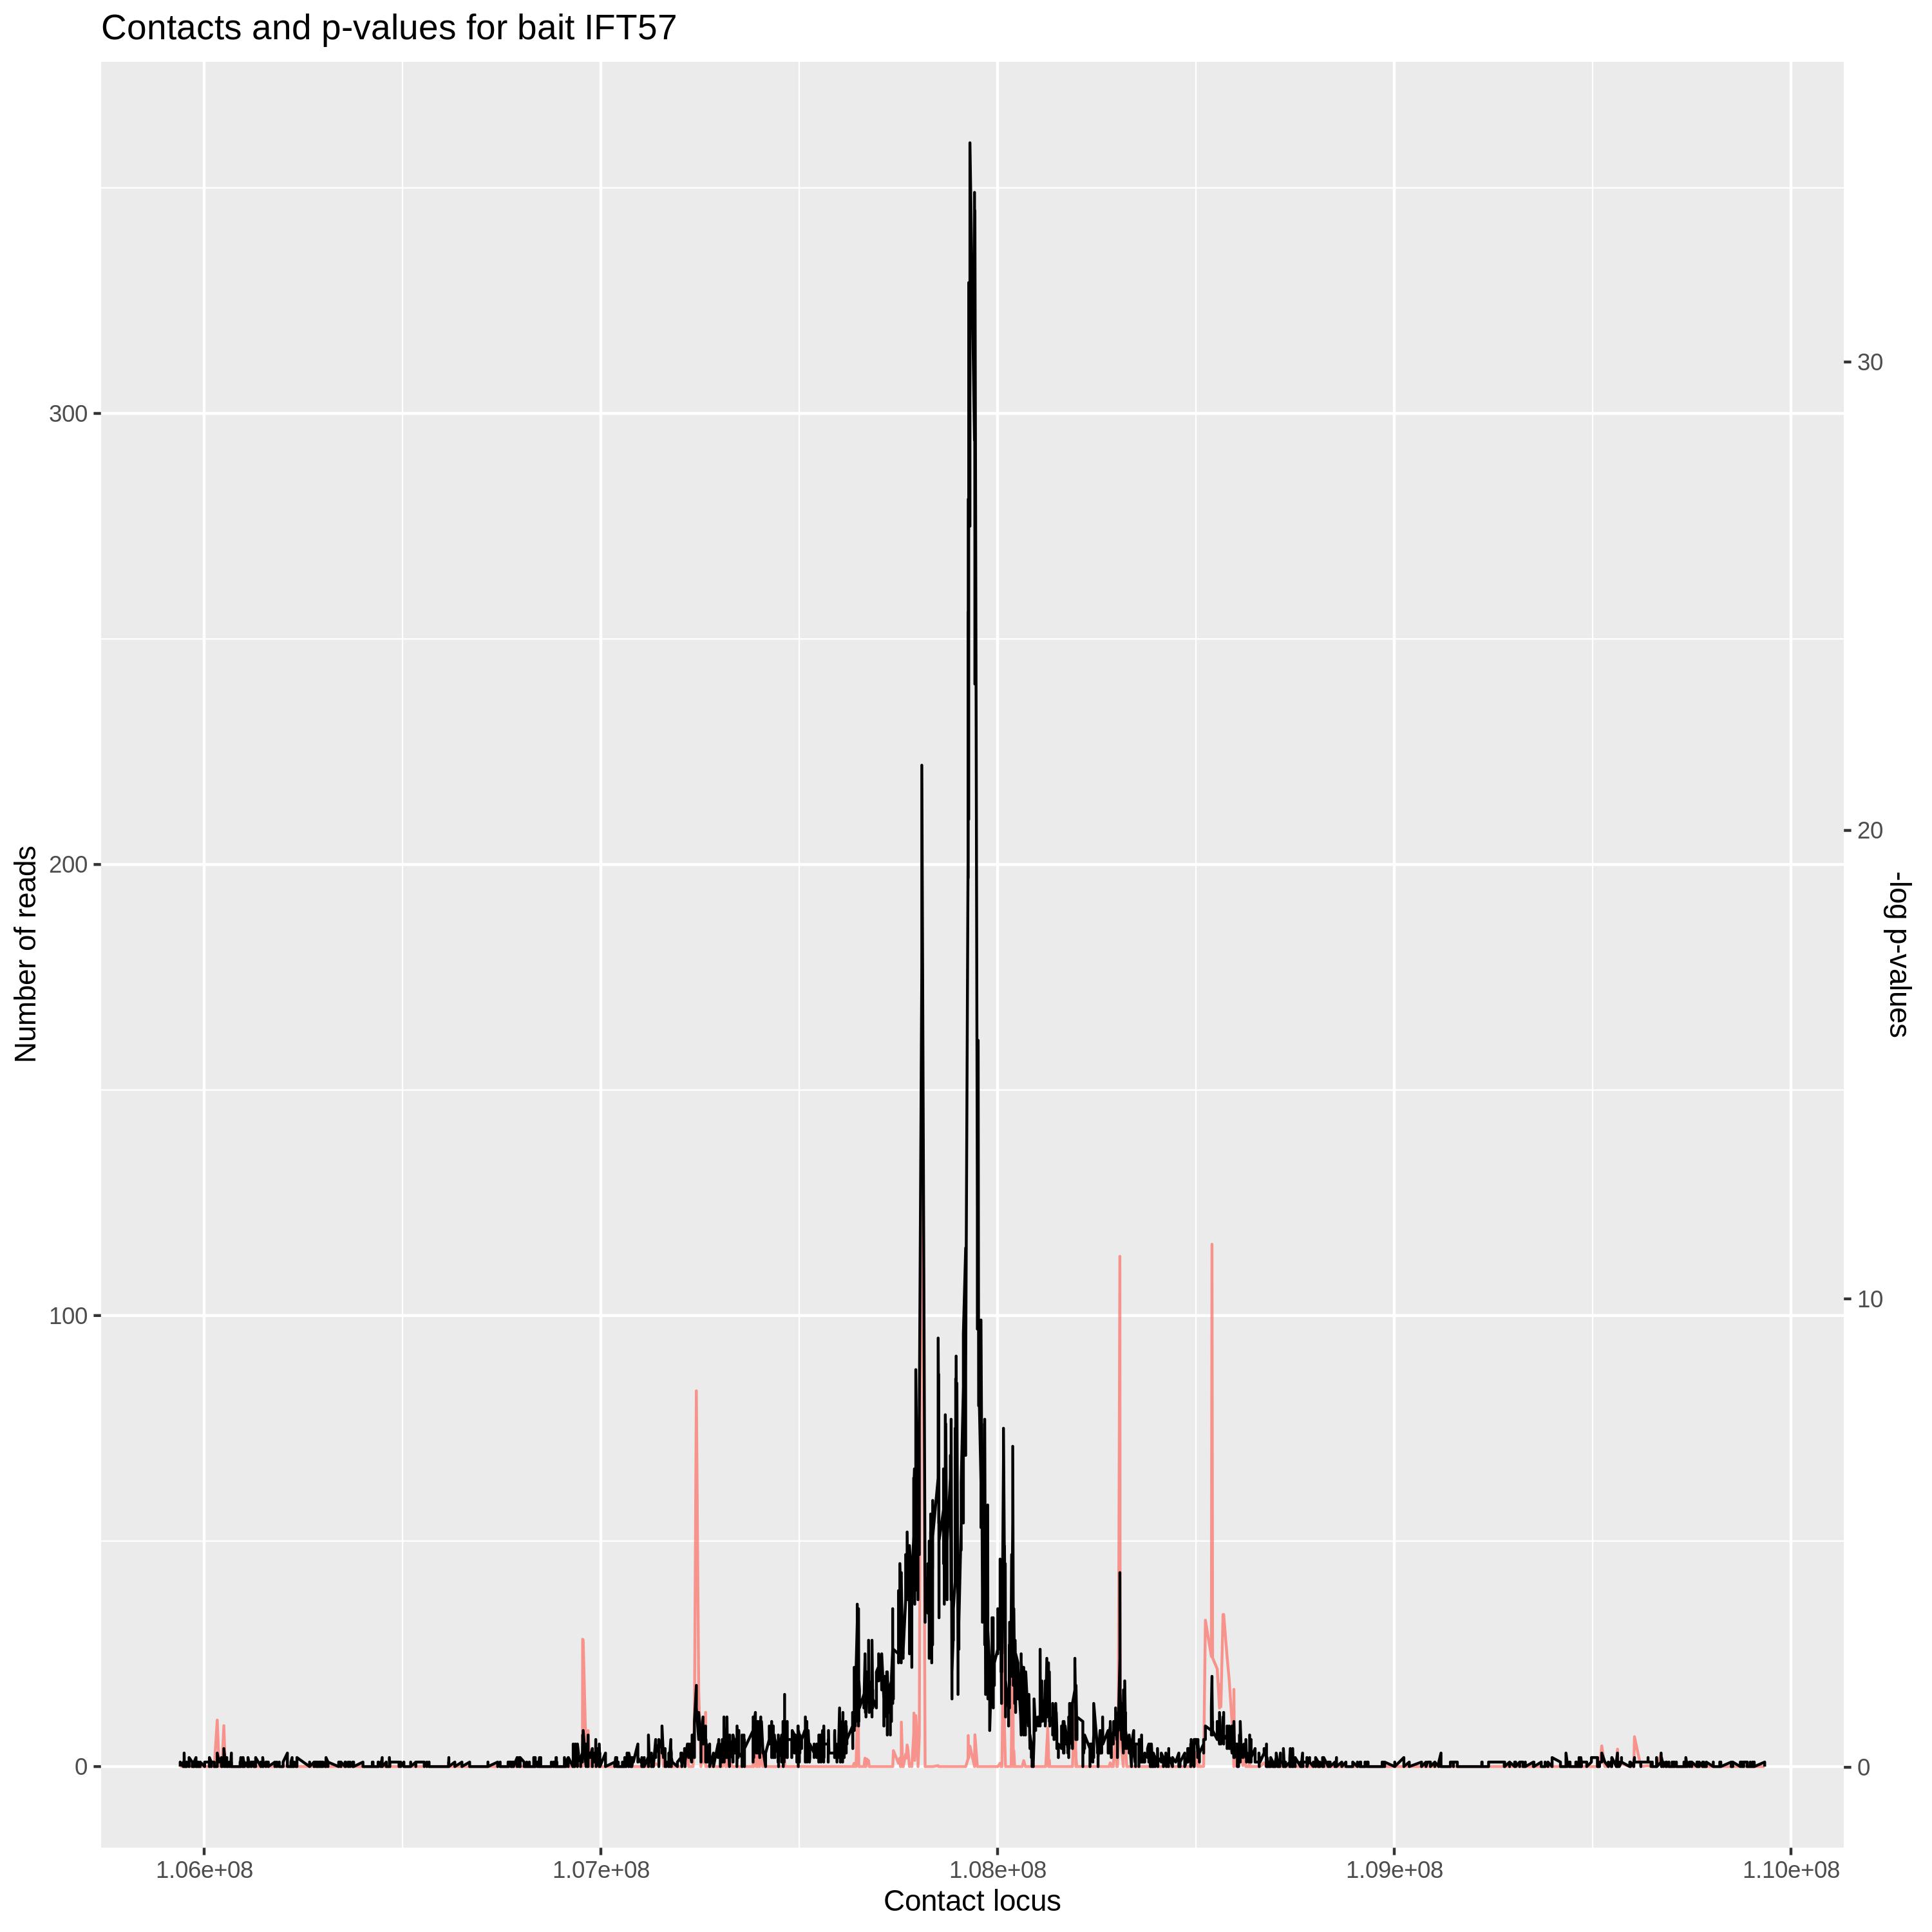 Contacts and p-values for bait IFT57
300
200
100
0
Number of reads
30
20
10
0
-log p-values
1.06e+08
1.07e+08
1.08e+08
1.09e+08
1.10e+08
Contact locus